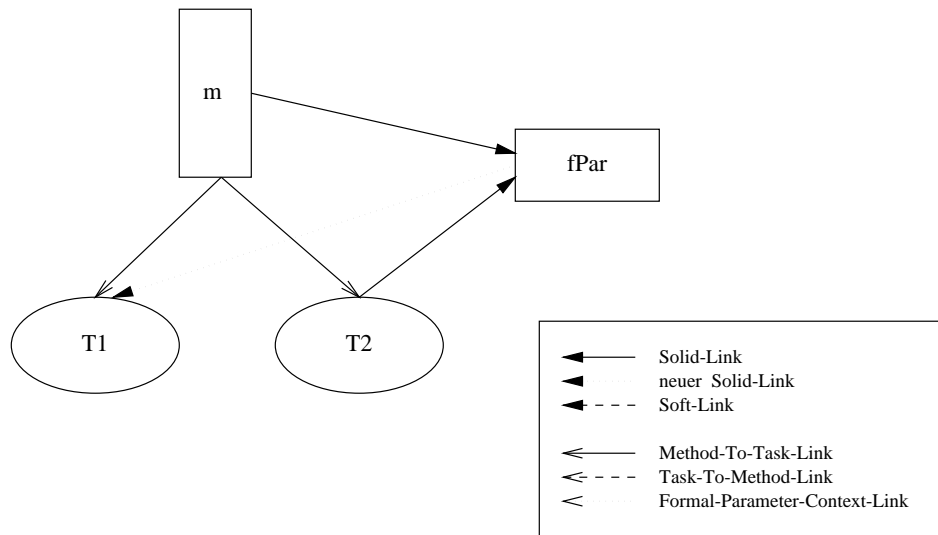 m
fPar
T1
T2
Solid-Link
neuer Solid-Link
Soft-Link
Method-To-Task-Link
Task-To-Method-Link
Formal-Parameter-Context-Link